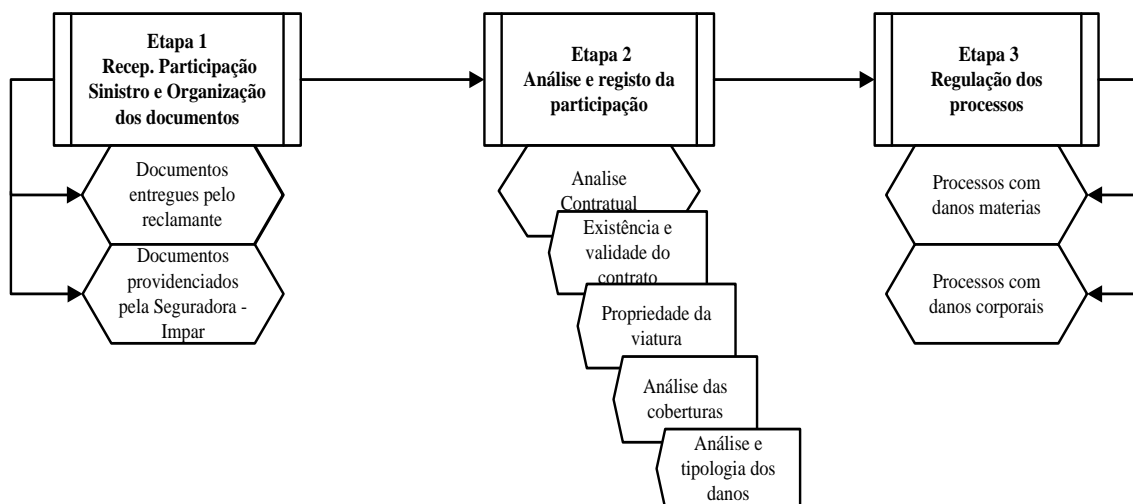 Etapa 1
Recep. Participação
Sinistro e Organização
dos documentos
Documentos
entregues pelo
reclamante
Documentos
providenciados
pela Seguradora -
Impar
Etapa 2
Análise e registo da
participação
Analise
Contratual
Existência e
validade do
contrato
Propriedade da
viatura
Análise das
coberturas
Análise e
tipologia dos
danos
Etapa 3
Regulação dos
processos
Processos com
danos materias
Processos com
danos corporais